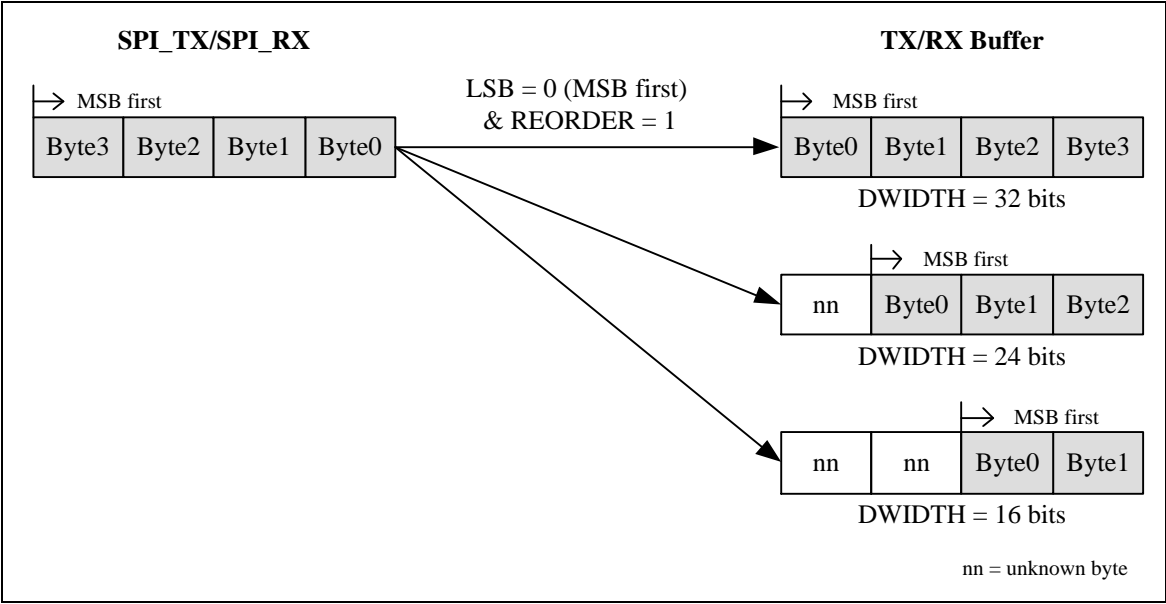 SPI_TX/SPI_RX
TX/RX Buffer
MSB first
LSB = 0 (MSB first)
& REORDER = 1
MSB first
Byte3 Byte2 Byte1 Byte0
Byte0 Byte1 Byte2 Byte3
DWIDTH = 32 bits
MSB first
nn Byte0 Byte1 Byte2
DWIDTH = 24 bits
MSB first
nn nn Byte0 Byte1
DWIDTH = 16 bits
nn = unknown byte